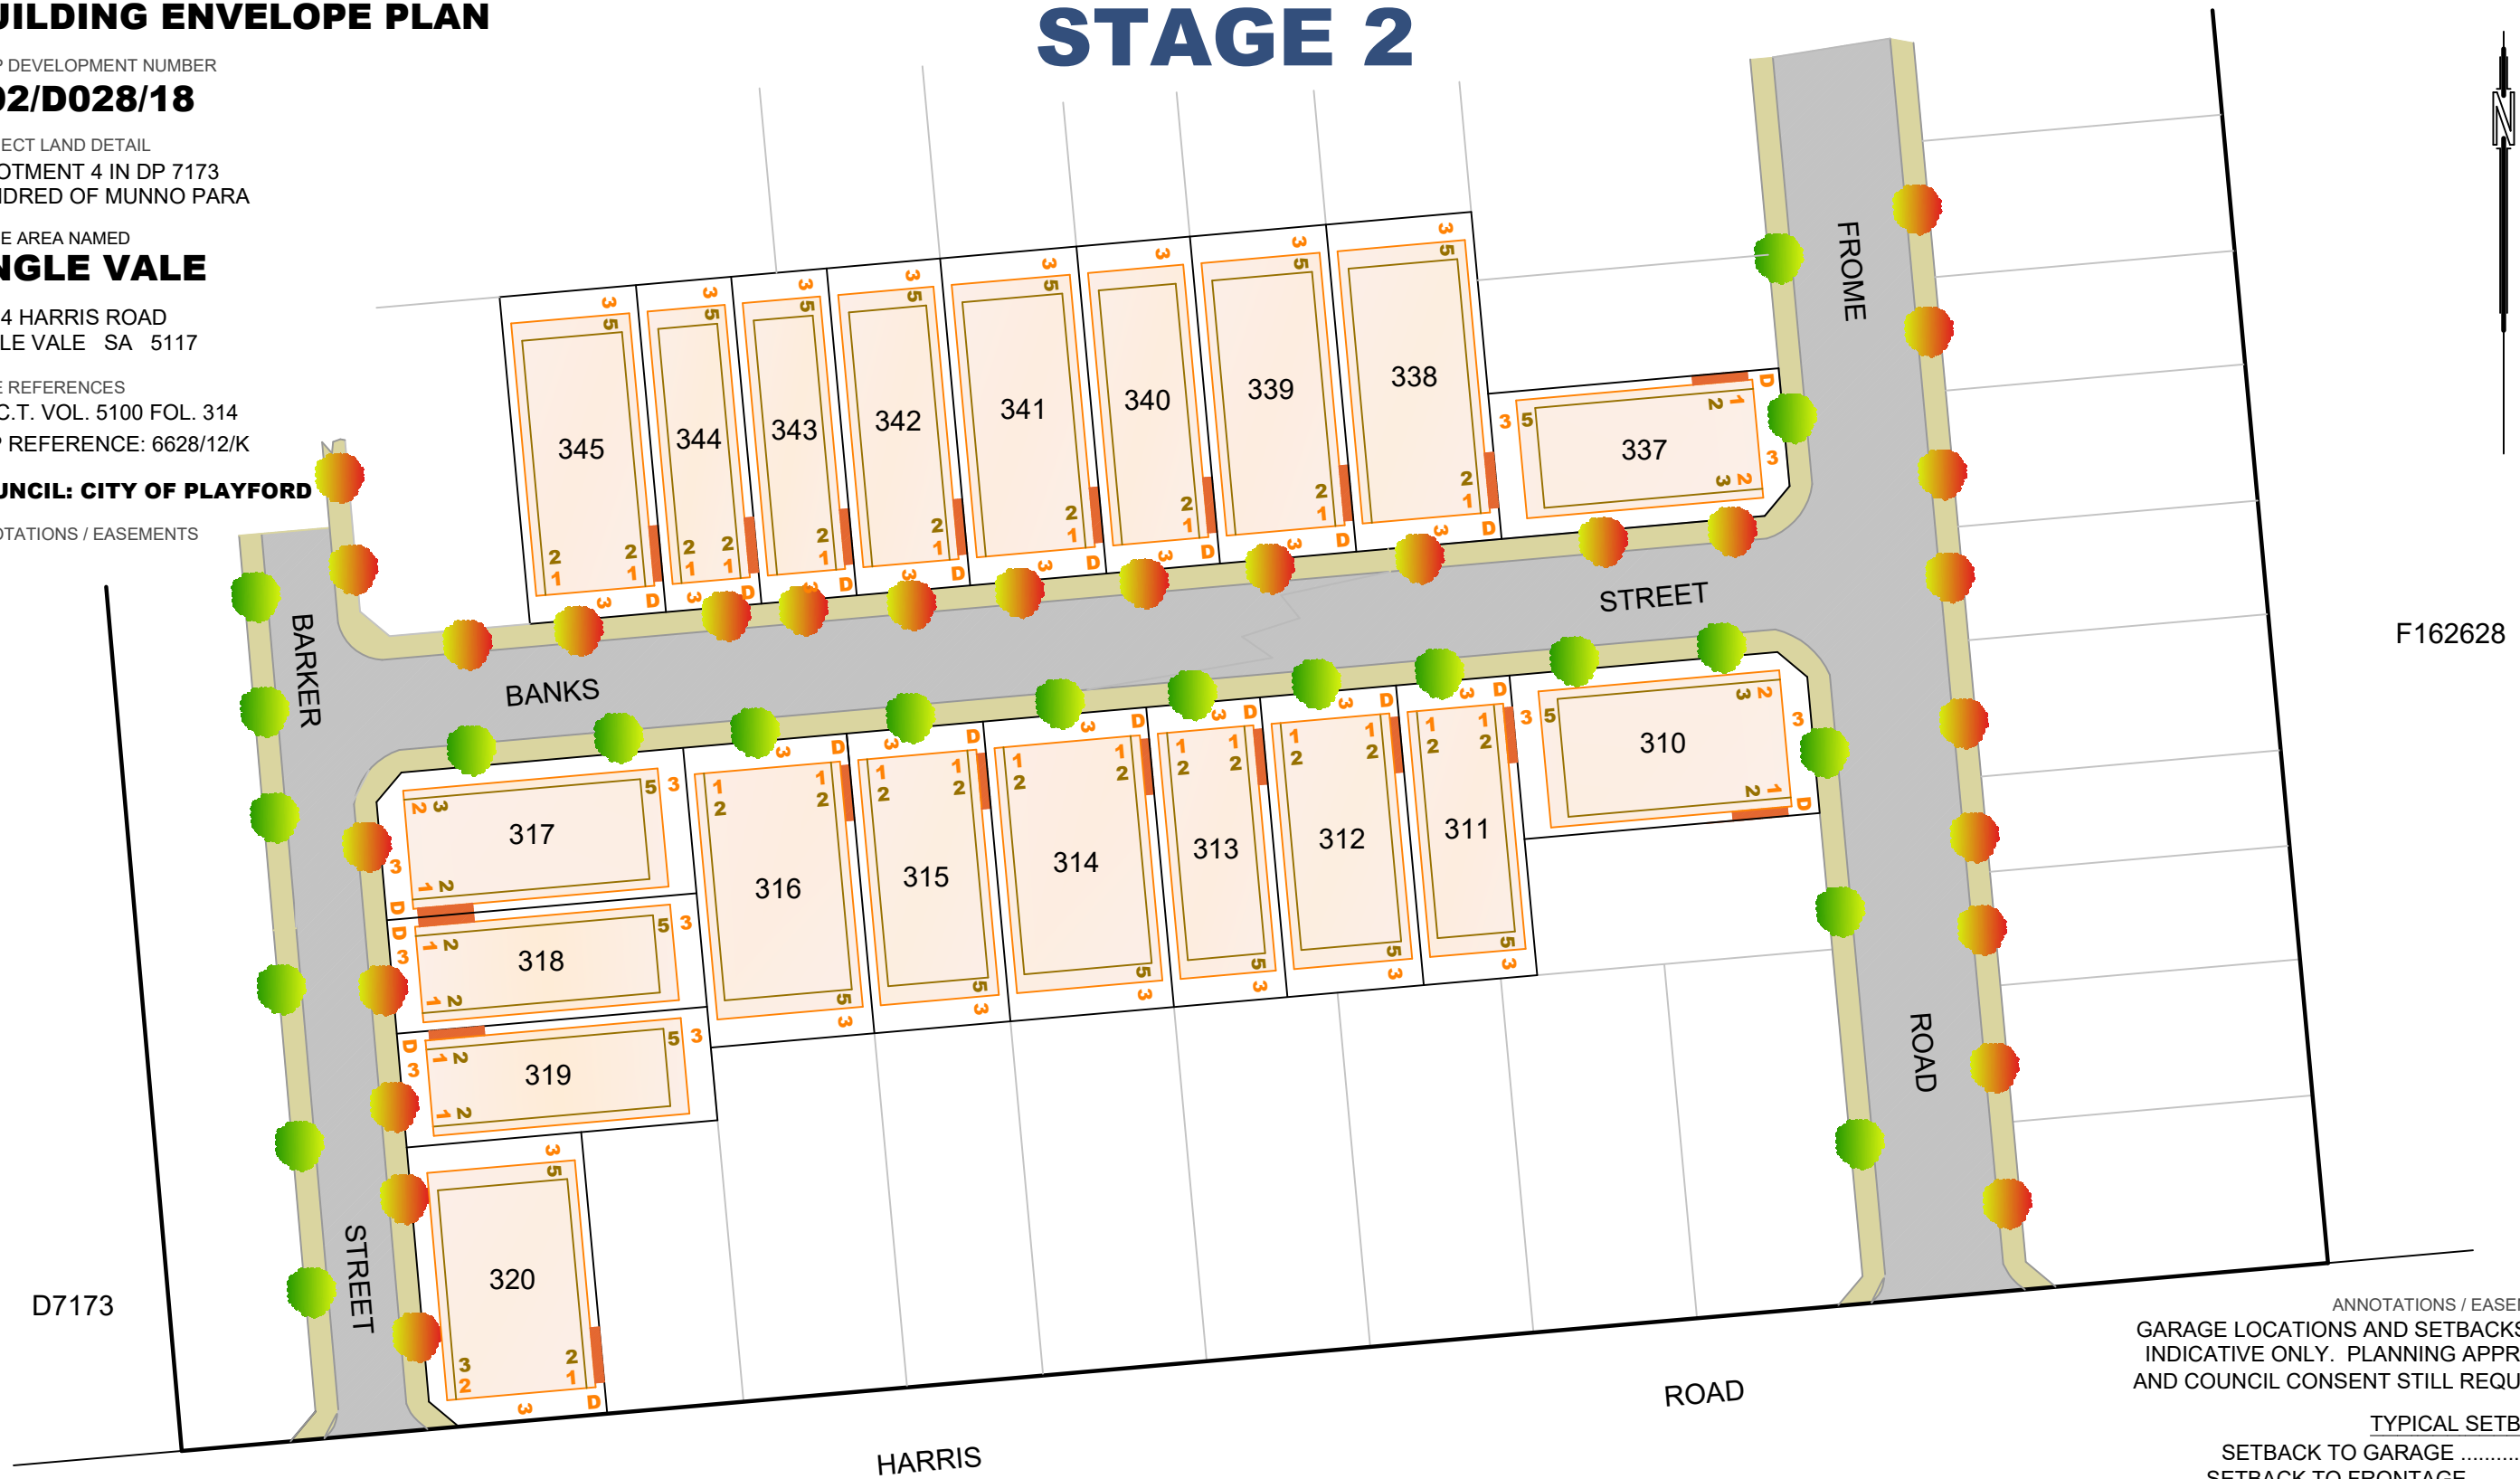 UILDING ENVELOPE PLAN
STAGE 2
P DEVELOPMENT NUMBER
02/D028/18
ECT LAND DETAIL
OTMENT 4 IN DP 7173
NDRED OF MUNNO PARA
E AREA NAMED
NGLE VALE
4 HARRIS ROAD
LE VALE SA 5117
E REFERENCES
C.T. VOL. 5100 FOL. 314
P REFERENCE: 6628/12/K
UNCIL: CITY OF PLAYFORD
OTATIONS / EASEMENTS
N
FROME
ROAD
BARKER
STREET
BANKS
STREET
345
344
343
342
341
340
339
338
337
310
311
312
313
314
315
316
317
318
319
320
F162628
D7173
HARRIS
ROAD
ANNOTATIONS / EASE
GARAGE LOCATIONS AND SETBACKS
INDICATIVE ONLY. PLANNING APPR
AND COUNCIL CONSENT STILL REQU
TYPICAL SETB
SETBACK TO GARAGE ..........
SETBACK TO FRONTAGE